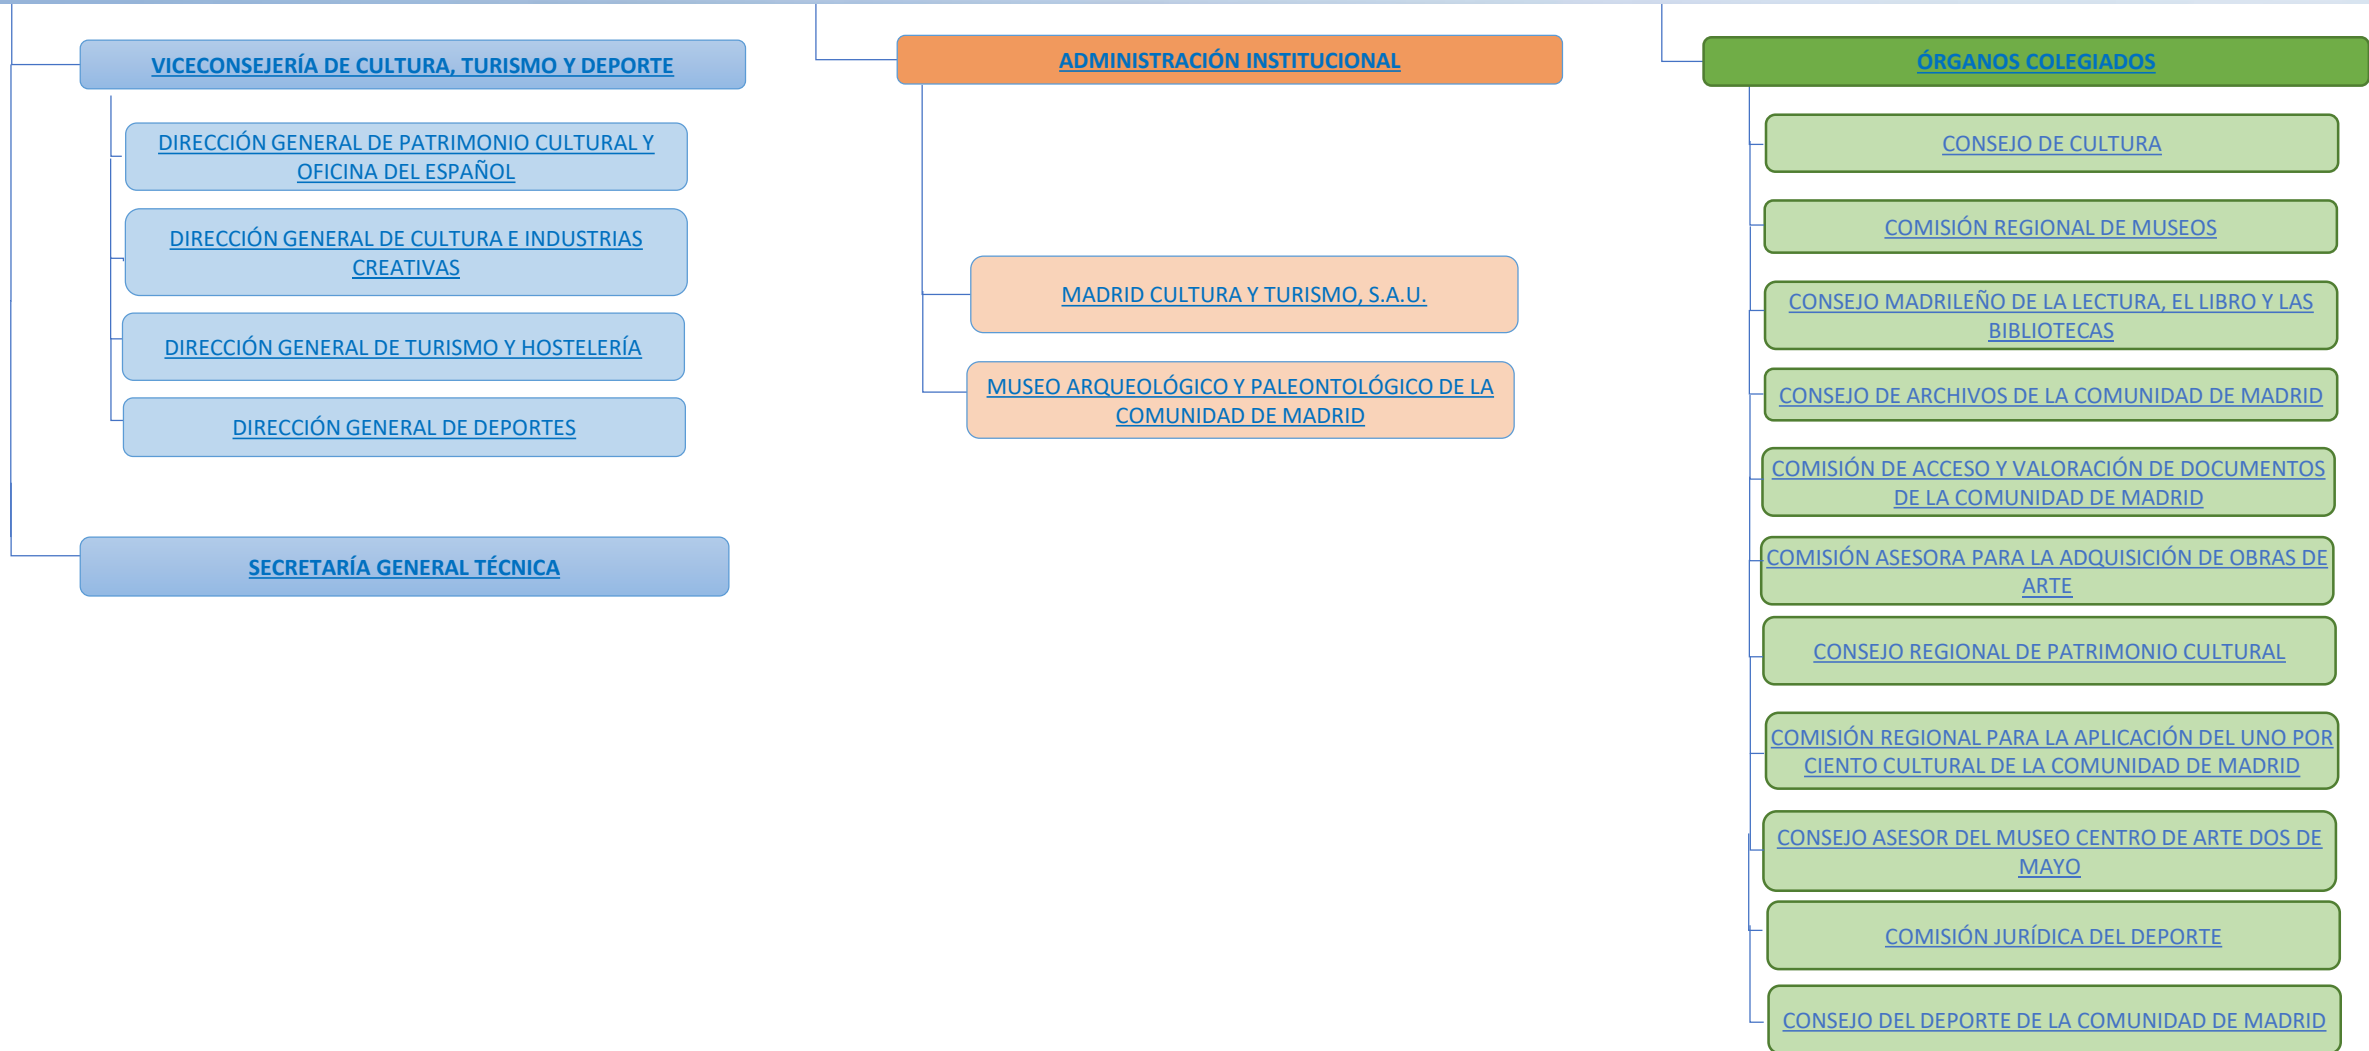 VICECONSEJERÍA DE CULTURA, TURISMO Y DEPORTE
DIRECCIÓN GENERAL DE PATRIMONIO CULTURAL Y
OFICINA DEL ESPAÑOL
DIRECCIÓN GENERAL DE CULTURA E INDUSTRIAS
CREATIVAS
DIRECCIÓN GENERAL DE TURISMO Y HOSTELERÍA
DIRECCIÓN GENERAL DE DEPORTES
SECRETARÍA GENERAL TÉCNICA
ADMINISTRACIÓN INSTITUCIONAL
MADRID CULTURA Y TURISMO, S.A.U.
MUSEO ARQUEOLÓGICO Y PALEONTOLÓGICO DE LA
COMUNIDAD DE MADRID
ÓRGANOS COLEGIADOS
CONSEJO DE CULTURA
COMISIÓN REGIONAL DE MUSEOS
CONSEJO MADRILEÑO DE LA LECTURA, EL LIBRO Y LAS
BIBLIOTECAS
CONSEJO DE ARCHIVOS DE LA COMUNIDAD DE MADRID
COMISIÓN DE ACCESO Y VALORACIÓN DE DOCUMENTOS
DE LA COMUNIDAD DE MADRID
COMISIÓN ASESORA PARA LA ADQUISICIÓN DE OBRAS DE
ARTE
CONSEJO REGIONAL DE PATRIMONIO CULTURAL
COMISIÓN REGIONAL PARA LA APLICACIÓN DEL UNO POR
CIENTO CULTURAL DE LA COMUNIDAD DE MADRID
CONSEJO ASESOR DEL MUSEO CENTRO DE ARTE DOS DE
MAYO
COMISIÓN JURÍDICA DEL DEPORTE
CONSEJO DEL DEPORTE DE LA COMUNIDAD DE MADRID